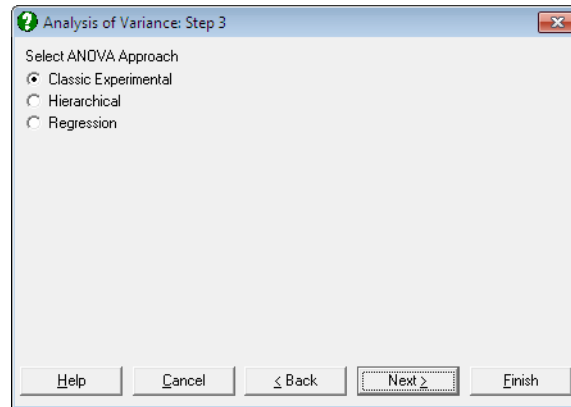 Analysis of Variance: Step 3
Select ANOVA Approach
Classic Experimental
Hierarchical
Regression
Help Cancel < Back Next > Finish